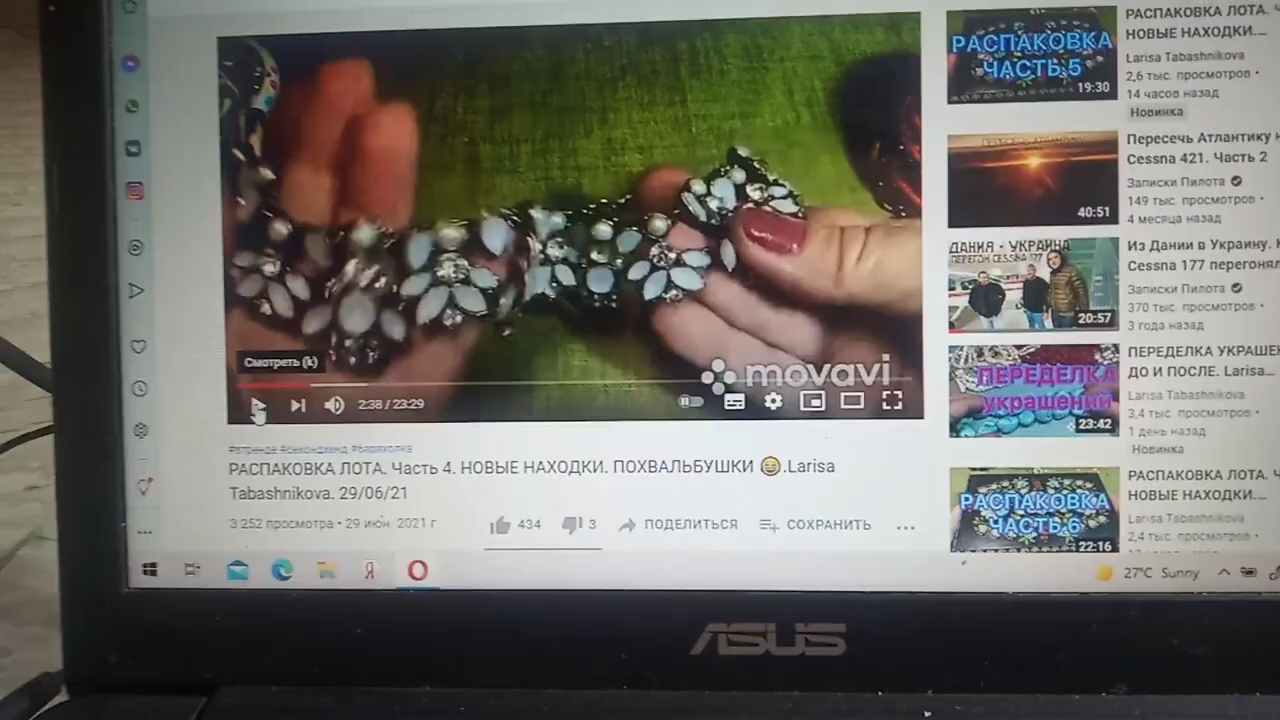 Смотреть (k)
movavi
2:38 / 23:29
#втренде #секондхенд #барахолка
РАСПАКОВКА ЛОТА. Часть 4. НОВЫЕ НАХОДКИ. ПОХВАЛЬБУШКИ 😅.Larisa
Tabashnikova. 29/06/21
3 252 просмотра • 29 июн. 2021 г.
434
3
ПОДЕЛИТЬСЯ
СОХРАНИТЬ
РАСПАКОВКА
ЧАСТЬ 5
19:30
РАСПАКОВКА ЛОТА.
НОВЫЕ НАХОДКИ....
Larisa Tabashnikova
2,6 тыс. просмотров •
14 часов назад
Новинка
40:51
Пересечь Атлантику
Cessna 421. Часть 2
Записки Пилота
149 тыс. просмотров •
4 месяца назад
ДАНИЯ - УКРАИНА
ПЕРЕГОН CESSNA 177
20:57
Из Дании в Украину.
Cessna 177 перегонял
Записки Пилота
370 тыс. просмотров •
3 года назад
ПЕРЕДЕЛКА
украшений
23:42
ПЕРЕДЕЛКА УКРАШЕ
ДО И ПОСЛЕ. Larisa...
Larisa Tabashnikova
3,4 тыс. просмотров •
1 день назад
Новинка
РАСПАКОВКА
ЧАСТЬ 6
22:16
РАСПАКОВКА ЛОТА. Ч
НОВЫЕ НАХОДКИ....
Larisa Tabashnikova
2,4 тыс. просмотров •
27°C Sunny
ASUS